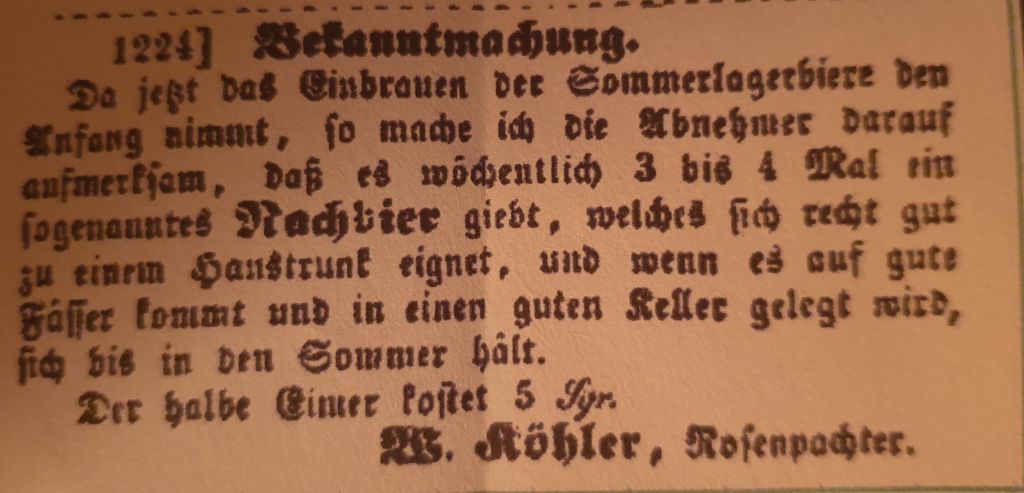 1224] Bekanntmachung.
Da jetzt das Einbrauen der Sommerlagerbiere den
Anfang nimmt, so mache ich die Abnehmer darauf
aufmerksam, daß es wöchentlich 3 bis 4 Mal ein
sogenanntes Nachbier giebt, welches sich recht gut
zu einem Haustrunk eignet, und wenn es auf gute
Fässer kommt und in einen guten Keller gelegt wird,
sich bis in den Sommer hält.
Der halbe Eimer kostet 5 Sgr.
W. Köhler, Rosenpachter.